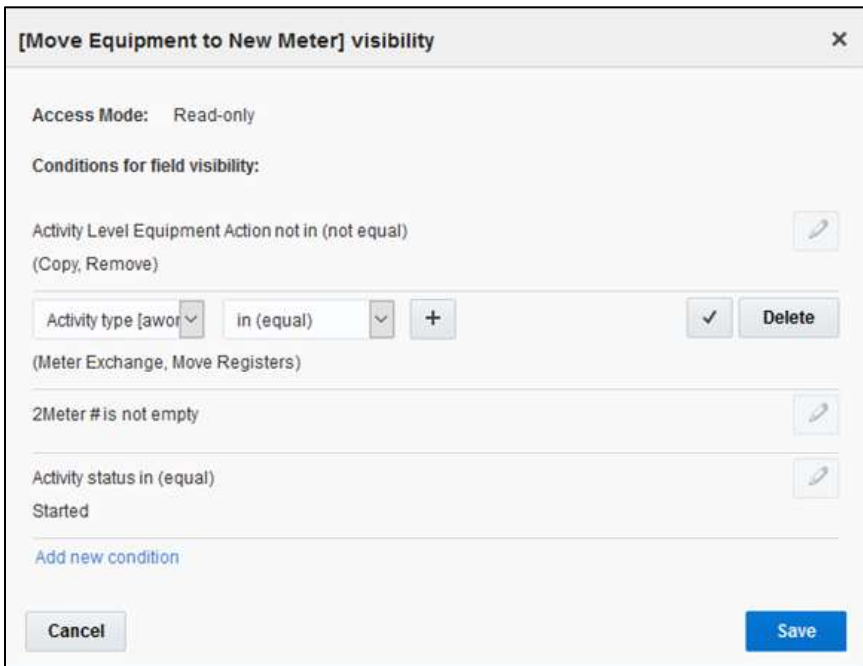 [Move Equipment to New Meter] visibility
Access Mode: Read-only
Conditions for field visibility:
Activity Level Equipment Action not in (not equal)
(Copy, Remove)
Activity type [awor in (equal) + ✓ Delete
(Meter Exchange, Move Registers)
2Meter # is not empty
Activity status in (equal)
Started
Add new condition
Cancel Save